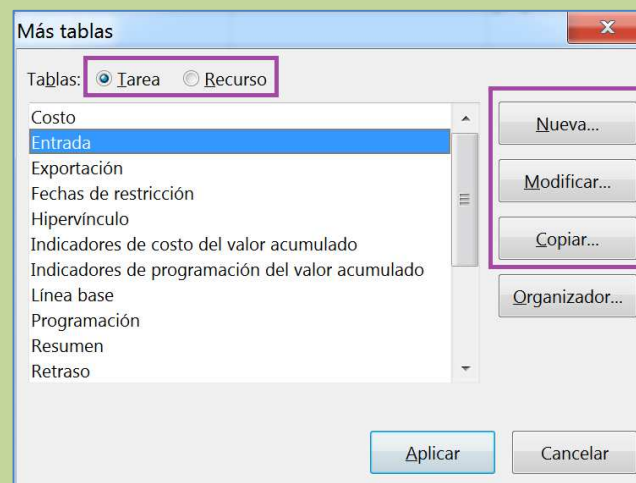 Más tablas
Tablas: Tarea Recurso
Costo
Entrada
Exportación
Fechas de restricción
Hipervínculo
Indicadores de costo del valor acumulado
Indicadores de programación del valor acumulado
Línea base
Programación
Resumen
Retraso
Nueva...
Modificar...
Copiar...
Organizador...
Aplicar Cancelar